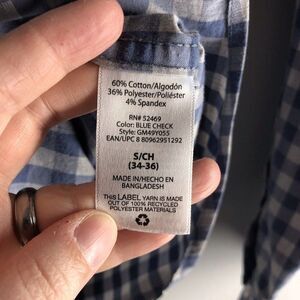 60% Cotton/Algodón
36% Polyester/Poliéster
4% Spandex
RN# 52469
Color: BLUE CHECK
Style: GM49Y055
EAN/UPC 8 80962951292
S/CH
(34-36)
MADE IN/HECHO EN
BANGLADESH
THIS LABEL YARN IS MADE
OUT OF 100% RECYCLED
POLYESTER MATERIALS